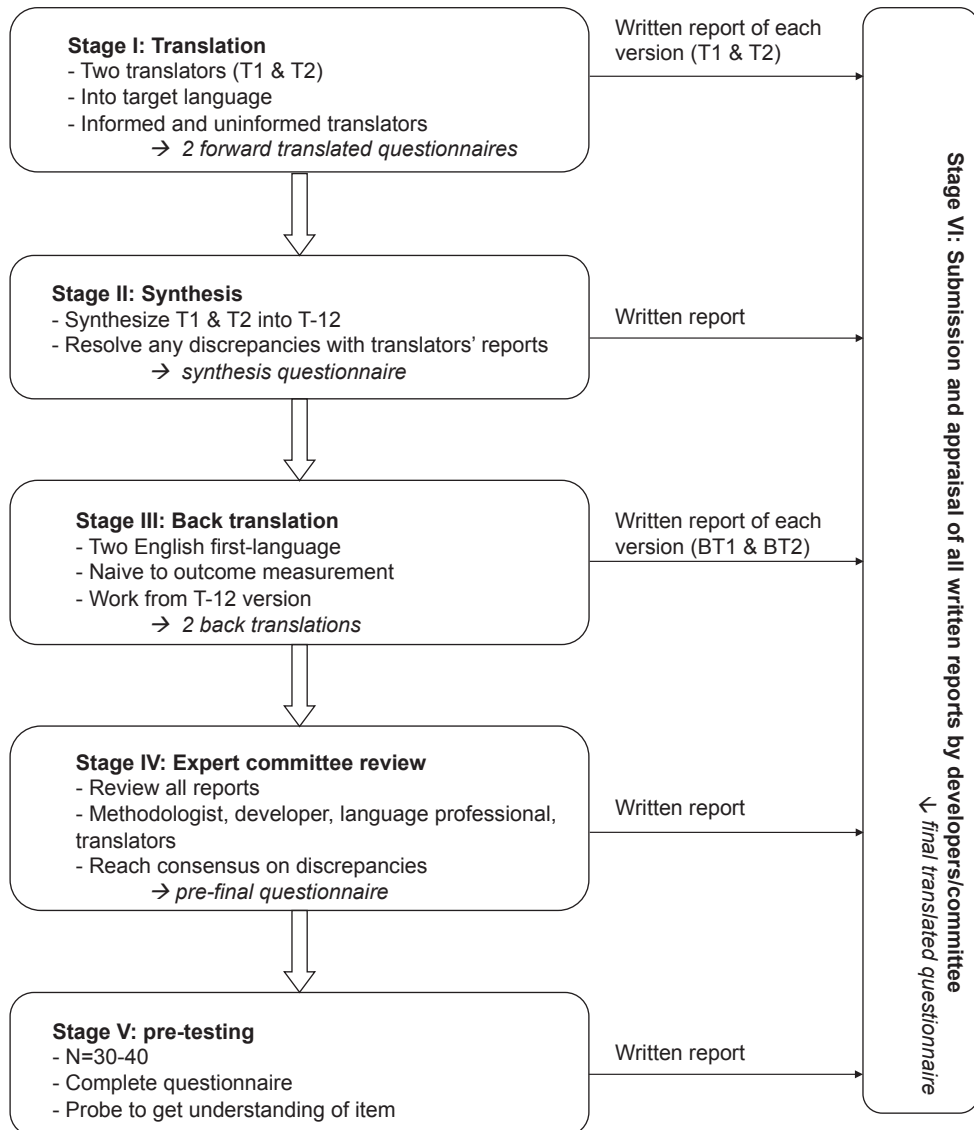 Stage I: Translation
- Two translators (T1 & T2)
- Into target language
- Informed and uninformed translators
→ 2 forward translated questionnaires
Written report of each
version (T1 & T2)
Stage II: Synthesis
- Synthesize T1 & T2 into T-12
- Resolve any discrepancies with translators' reports
→ synthesis questionnaire
Written report
Stage III: Back translation
- Two English first-language
- Naive to outcome measurement
- Work from T-12 version
→ 2 back translations
Written report of each
version (BT1 & BT2)
Stage IV: Expert committee review
- Review all reports
- Methodologist, developer, language professional,
translators
- Reach consensus on discrepancies
→ pre-final questionnaire
Written report
Stage V: pre-testing
- N=30-40
- Complete questionnaire
- Probe to get understanding of item
Written report
Stage VI: Submission and appraisal of all written reports by developers/committee
→ final translated questionnaire